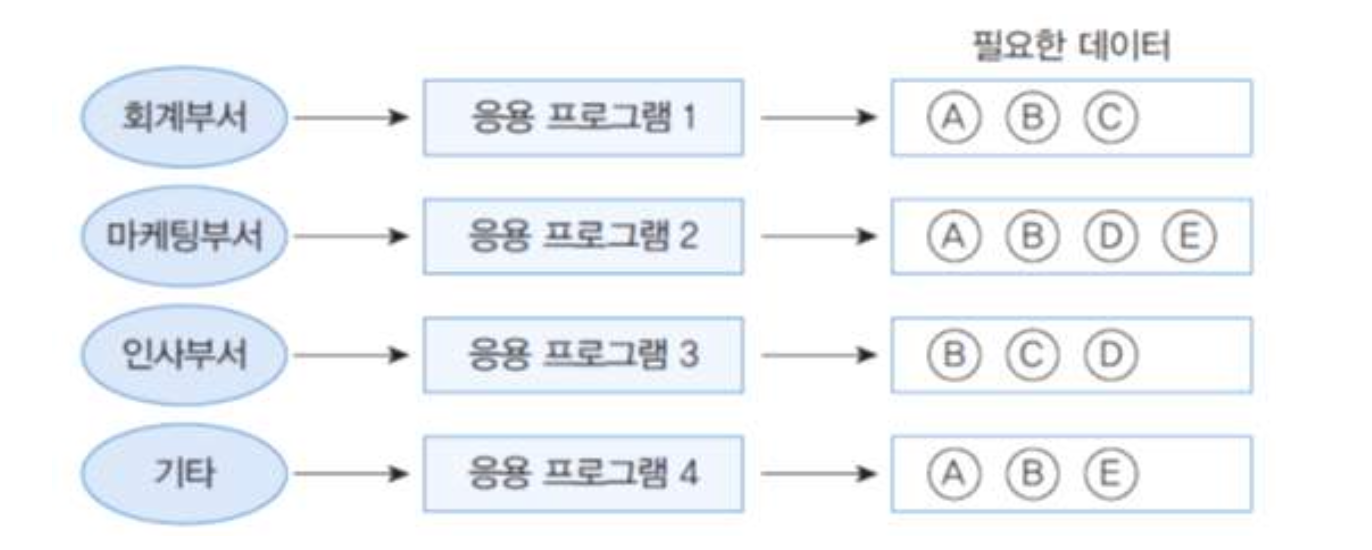 필요한 데이터
회계부서 응용 프로그램 1 A B C
마케팅부서 응용 프로그램 2 A B D E
인사부서 응용 프로그램 3 B C D
기타 응용 프로그램 4 A B E